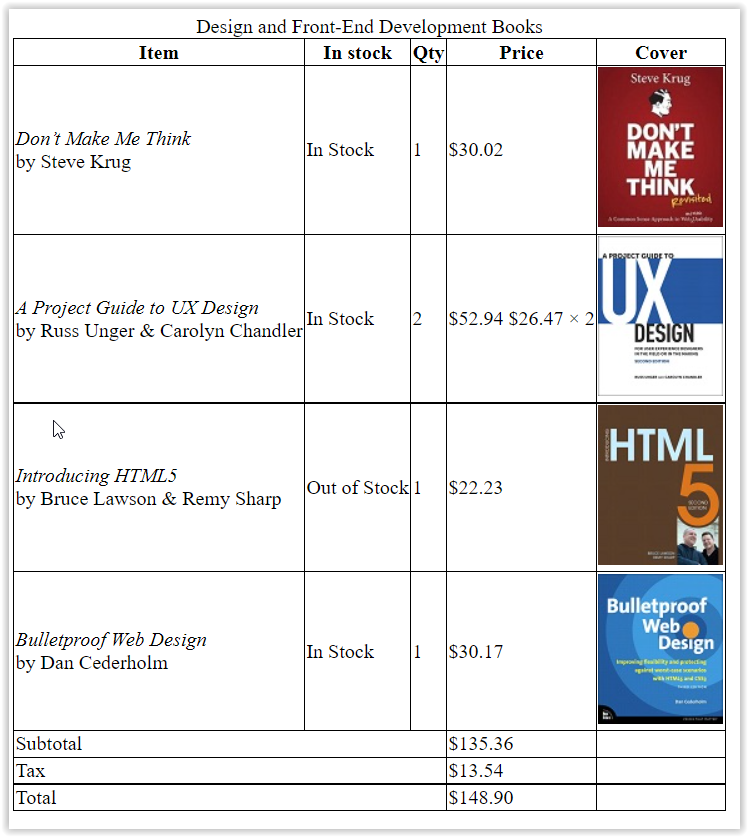 Design and Front-End Development Books
Item In stock Qty Price Cover
Don't Make Me Think
by Steve Krug
In Stock 1 $30.02
Steve Krug
DON'T
MAKE
ME
THINK
Revisited
A Common Sense Approach to Web Usability
A Project Guide to UX Design
by Russ Unger & Carolyn Chandler
In Stock 2 $52.94 $26.47 × 2
A PROJECT GUIDE TO
UX
DESIGN
FOR USER EXPERIENCE DESIGNERS
IN THE FIELD OR IN THE MAKING
SECOND EDITION
RUSS UNGER AND CAROLYN CHANDLER
Introducing HTML5
by Bruce Lawson & Remy Sharp
Out of Stock 1 $22.23
INTRODUCING
HTML
5
SECOND
EDITION
BRUCE LAWSON
REMY SHARP
Bulletproof Web Design
by Dan Cederholm
In Stock 1 $30.17
Bulletproof
Web
Design
Improving flexibility and protecting
against worst-case scenarios
with HTML5 and CSS3
THIRD EDITION
Dan Cederholm
Subtotal $135.36
Tax $13.54
Total $148.90